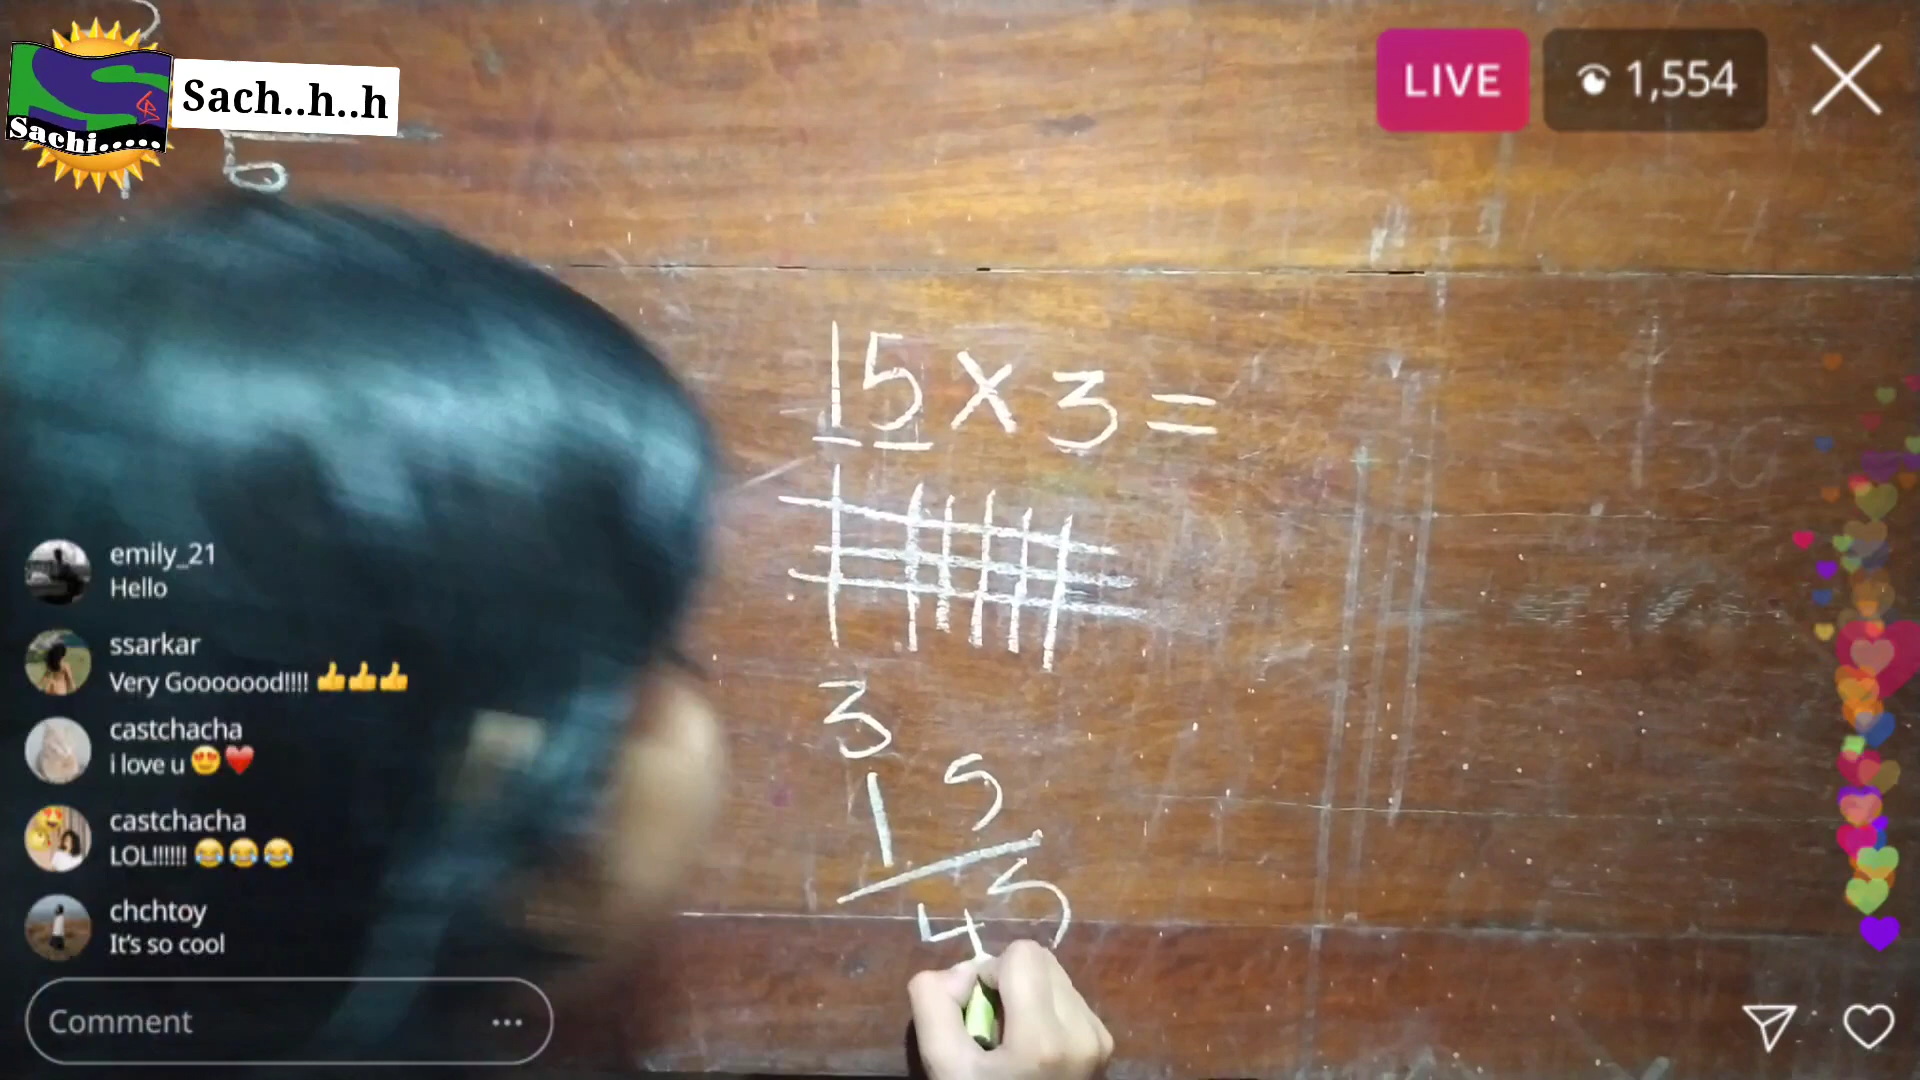 Sach..h..h
Sachi.....
LIVE
1,554
15 x 3 =
3
1 5
45
emily_21
Hello
ssarkar
Very Gooooood!!!! 👍👍👍
castchacha
i love u 😍❤️
castchacha
LOL!!!!!! 😂😂😂
chchtoy
It's so cool
Comment